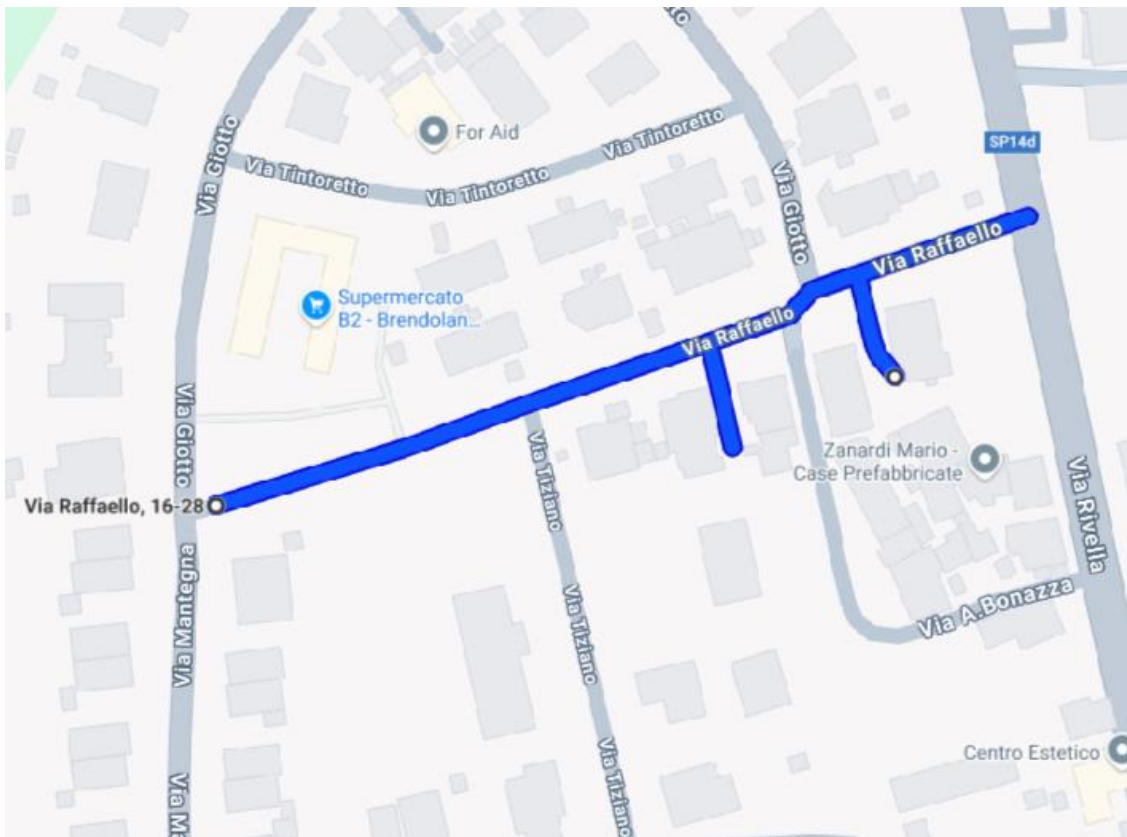 Via Giotto
For Aid
Via Tintoretto
Via Tintoretto
Via Tintoretto
SP14d
Via Giotto
Via Raffaello
Supermercato
B2 - Brendolan...
Via Raffaello
Via Giotto
Via Tiziano
Zanardi Mario -
Case Prefabbricate
Via Raffaello, 16-28
Via Rivella
Via Mantegna
Via A.Bonazza
Via Tiziano
Centro Estetico
Via Tiziano
Via Ma